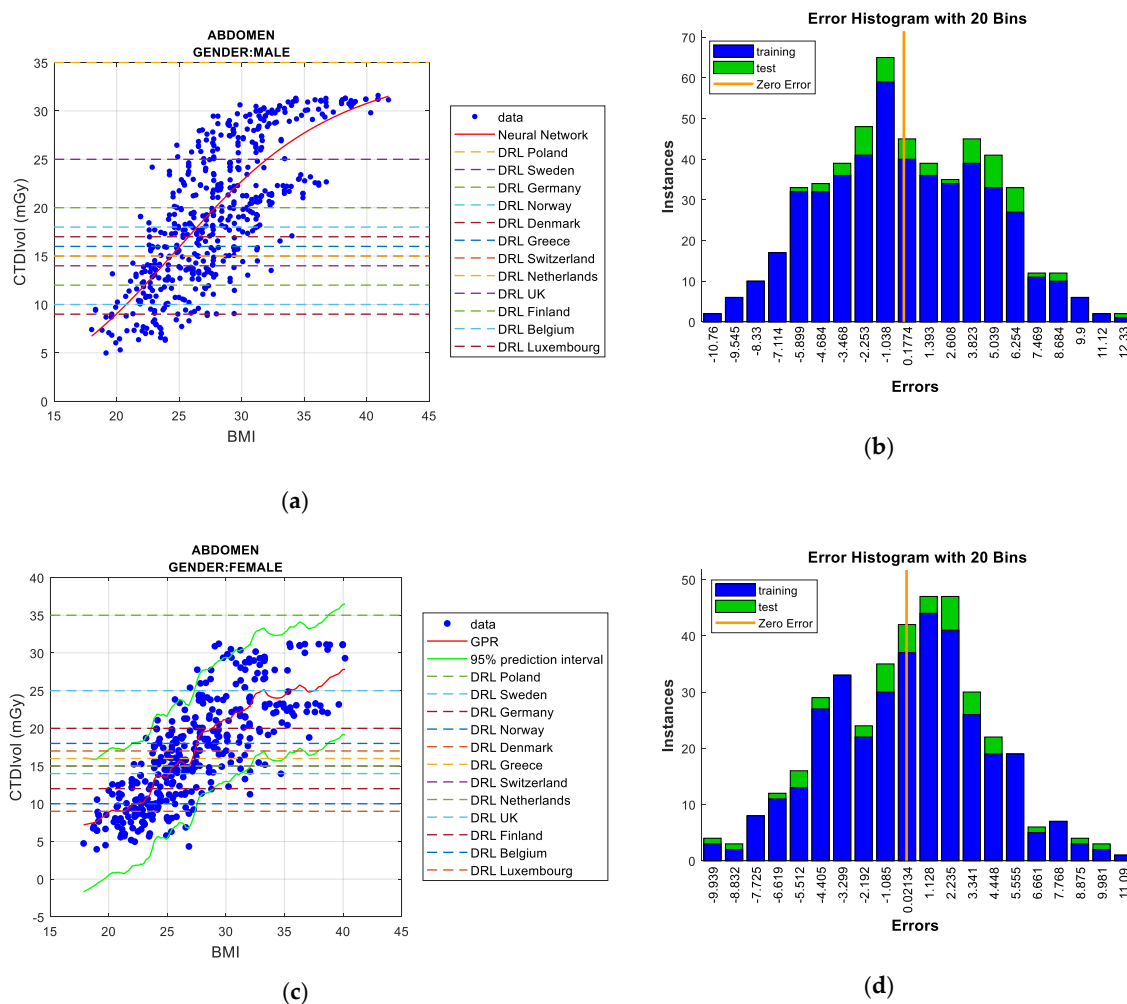 ABDOMEN
GENDER:MALE
CTDIvol (mGy)
35
30
25
20
15
10
5
0
15 20 25 30 35 40 45
BMI
data
Neural Network
DRL Poland
DRL Sweden
DRL Germany
DRL Norway
DRL Denmark
DRL Greece
DRL Switzerland
DRL Netherlands
DRL UK
DRL Finland
DRL Belgium
DRL Luxembourg
(a)
Error Histogram with 20 Bins
Instances
70
60
50
40
30
20
10
0
training
test
Zero Error
-10.76
-9.545
-8.33
-7.114
-5.899
-4.684
-3.468
-2.253
-1.038
0.1774
1.393
2.608
3.823
5.039
6.254
7.469
8.684
9.9
11.12
12.33
Errors
(b)
ABDOMEN
GENDER:FEMALE
CTDIvol (mGy)
40
35
30
25
20
15
10
5
0
-5
15 20 25 30 35 40 45
BMI
data
GPR
95% prediction interval
DRL Poland
DRL Sweden
DRL Germany
DRL Norway
DRL Denmark
DRL Greece
DRL Switzerland
DRL Netherlands
DRL UK
DRL Finland
DRL Belgium
DRL Luxembourg
(c)
Error Histogram with 20 Bins
Instances
50
40
30
20
10
0
training
test
Zero Error
-9.939
-8.832
-7.725
-6.619
-5.512
-4.405
-3.299
-2.192
-1.085
0.02134
1.128
2.235
3.341
4.448
5.555
6.661
7.768
8.875
9.981
11.09
Errors
(d)